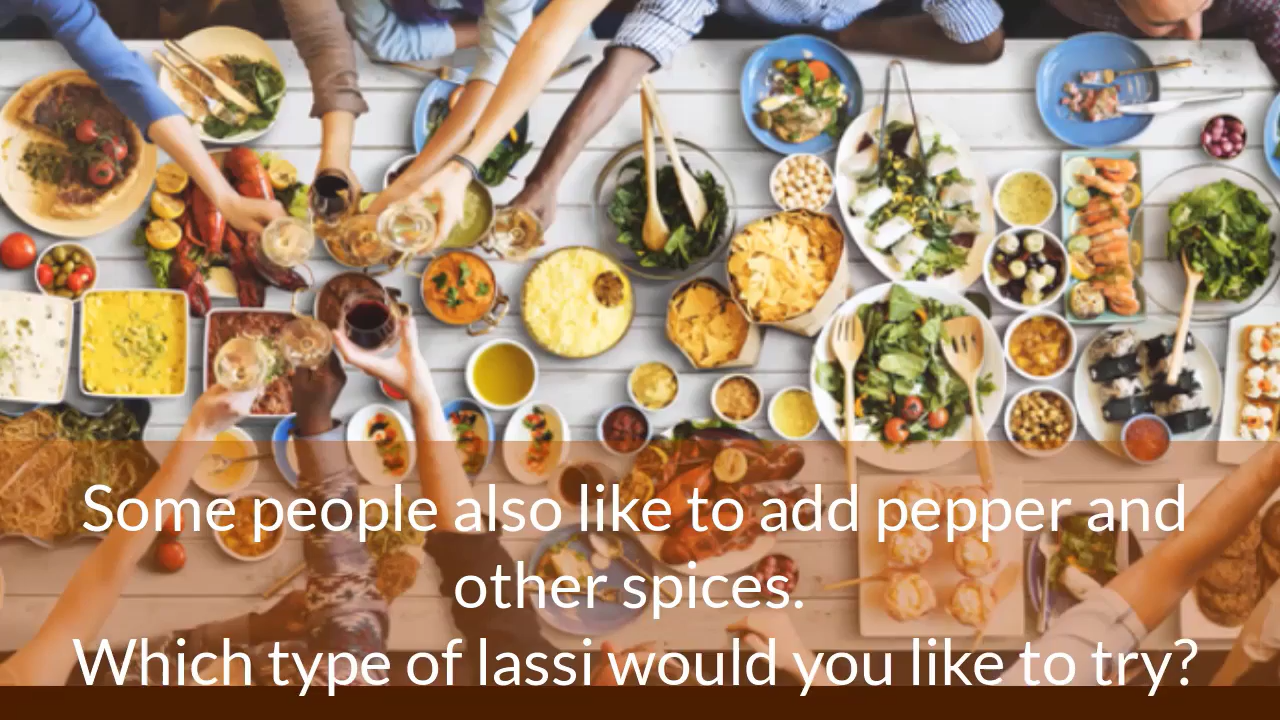 Some people also like to add pepper and
other spices.
Which type of lassi would you like to try?